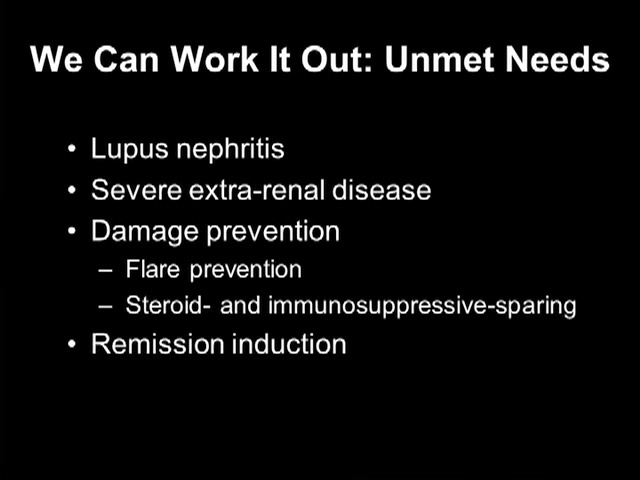 We Can Work It Out: Unmet Needs
• Lupus nephritis
• Severe extra-renal disease
• Damage prevention
– Flare prevention
– Steroid- and immunosuppressive-sparing
• Remission induction